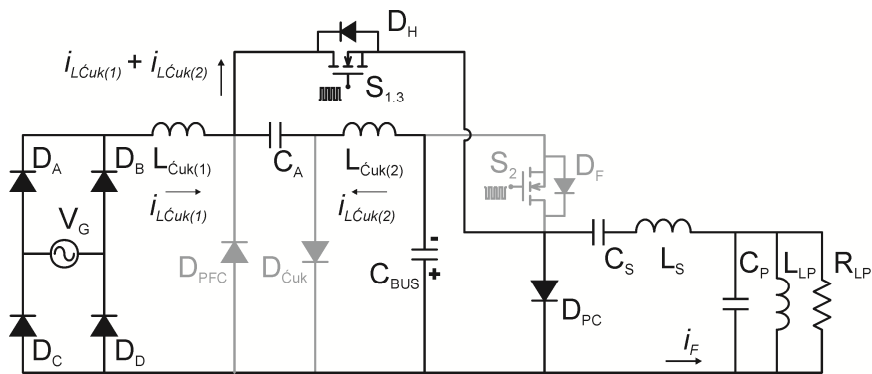 D_H
i_LĆuk(1) + i_LĆuk(2)
S_1.3
D_A
D_B
L_Ćuk(1)
C_A
L_Ćuk(2)
S_2
D_F
i_LĆuk(1)
i_LĆuk(2)
V_G
D_PFC
D_Ćuk
C_BUS
-
+
C_S
L_S
C_P
L_LP
R_LP
D_PC
D_C
D_D
i_F